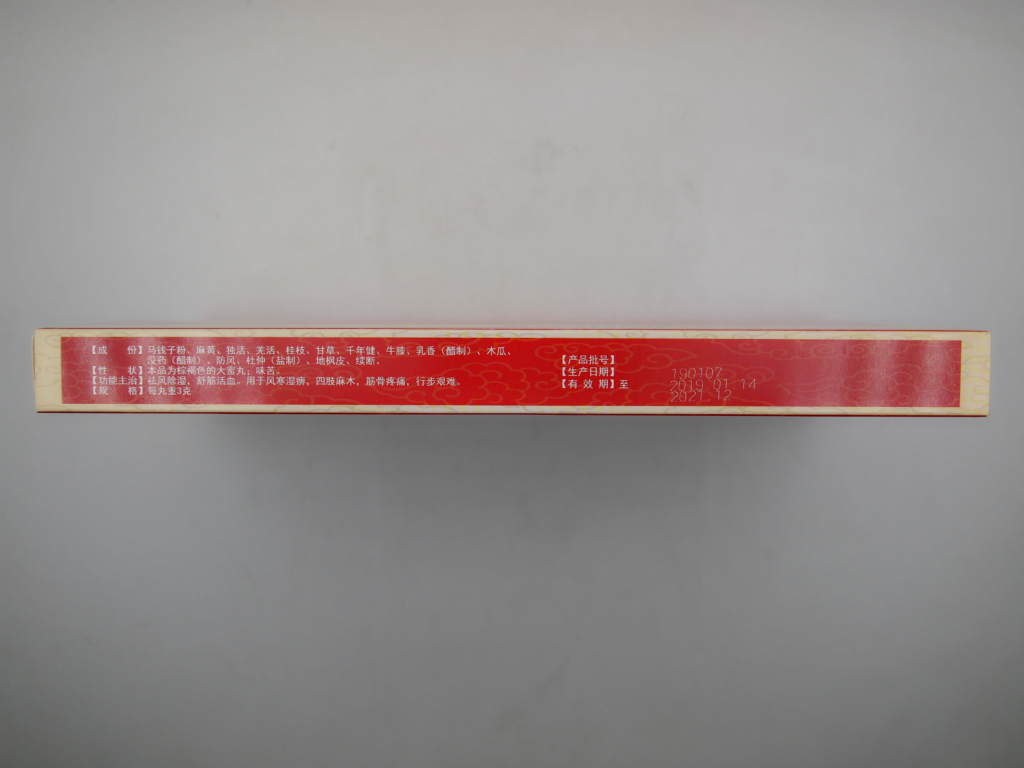 【成 份】马钱子粉、麻黄、独活、羌活、桂枝、甘草、千年健、牛膝、乳香（醋制）、木瓜、
没药（醋制）、防风、杜仲（盐制）、地枫皮、续断。
【性 状】本品为棕褐色的大蜜丸；味苦。
【功能主治】祛风除湿，舒筋活血。用于风寒湿痹，四肢麻木，筋骨疼痛，行步艰难。
【规 格】每丸重3克
【产品批号】
【生产日期】 190107
【有 效 期】至 2019 01 14
2021 12